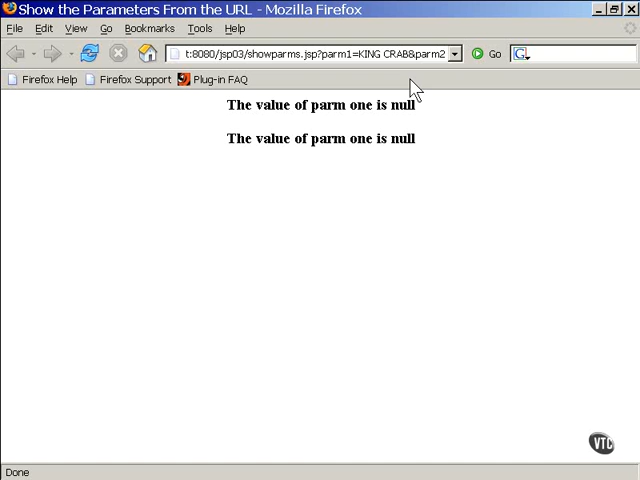 Show the Parameters From the URL - Mozilla Firefox
File Edit View Go Bookmarks Tools Help
t:8080/jsp03/showparms.jsp?parm1=KING CRAB&parm2 Go G
Firefox Help Firefox Support Plug-in FAQ
The value of parm one is null
The value of parm one is null
VTC
Done